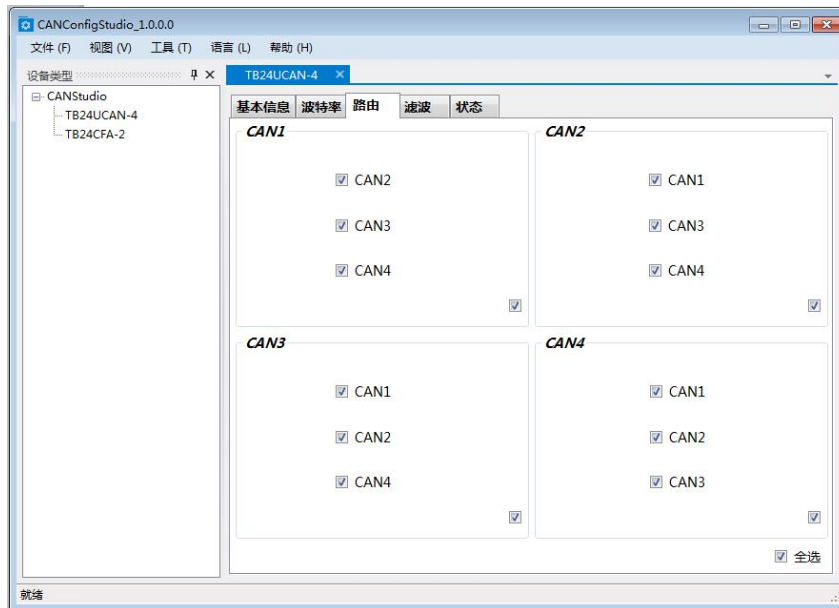 CANConfigStudio_1.0.0.0
文件 (F) 视图 (V) 工具 (T) 语言 (L) 帮助 (H)
设备类型
TB24UCAN-4
CANStudio
TB24UCAN-4
TB24CFA-2
基本信息 波特率 路由 滤波 状态
CAN1
CAN2
CAN3
CAN4
CAN2
CAN1
CAN3
CAN4
CAN3
CAN1
CAN2
CAN4
CAN4
CAN1
CAN2
CAN3
全选
就绪